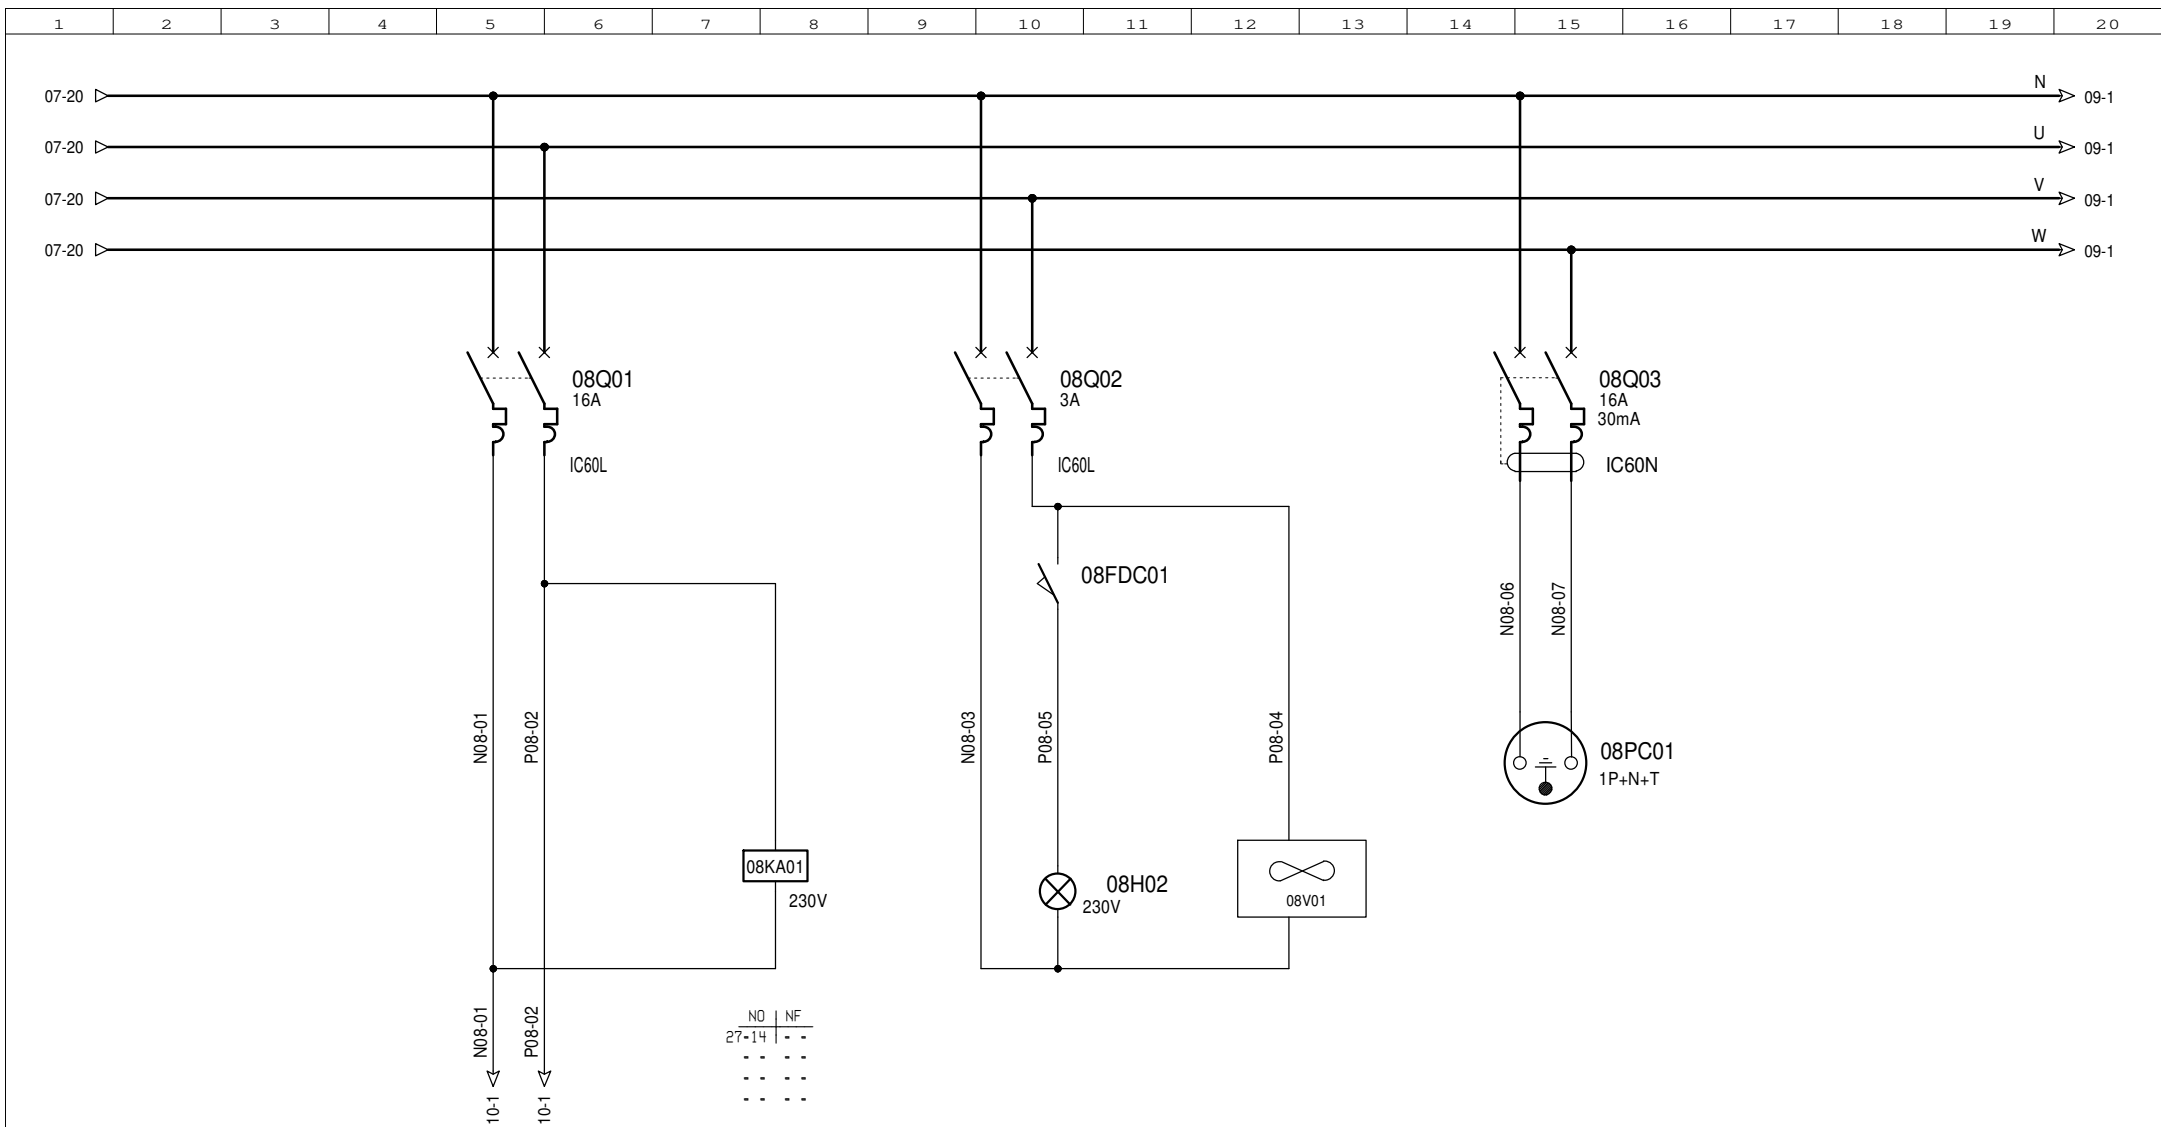 1 2 3 4 5 6 7 8 9 10 11 12 13 14 15 16 17 18 19 20
07-20 N 09-1
07-20 U 09-1
07-20 V 09-1
07-20 W 09-1
08Q01
16A
IC60L
08Q02
3A
IC60L
08Q03
16A
30mA
IC60N
08FDC01
N08-06
N08-07
N08-01
P08-02
N08-03
P08-05
P08-04
08PC01
1P+N+T
08KA01
230V
08H02
230V
08V01
N08-01
P08-02
10-1
10-1
NO | NF
27-14 | - -
- - - -
- - - -
- - - -